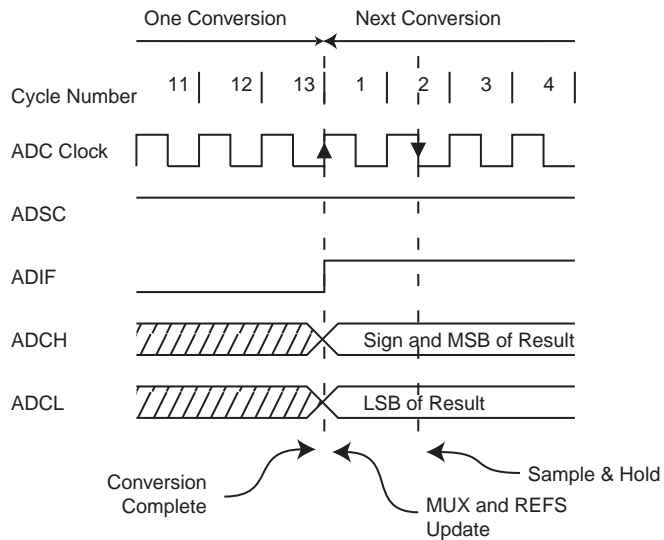 One Conversion Next Conversion
Cycle Number 11 12 13 1 2 3 4
ADC Clock
ADSC
ADIF
ADCH Sign and MSB of Result
ADCL LSB of Result
Conversion
Complete
MUX and REFS
Update
Sample & Hold